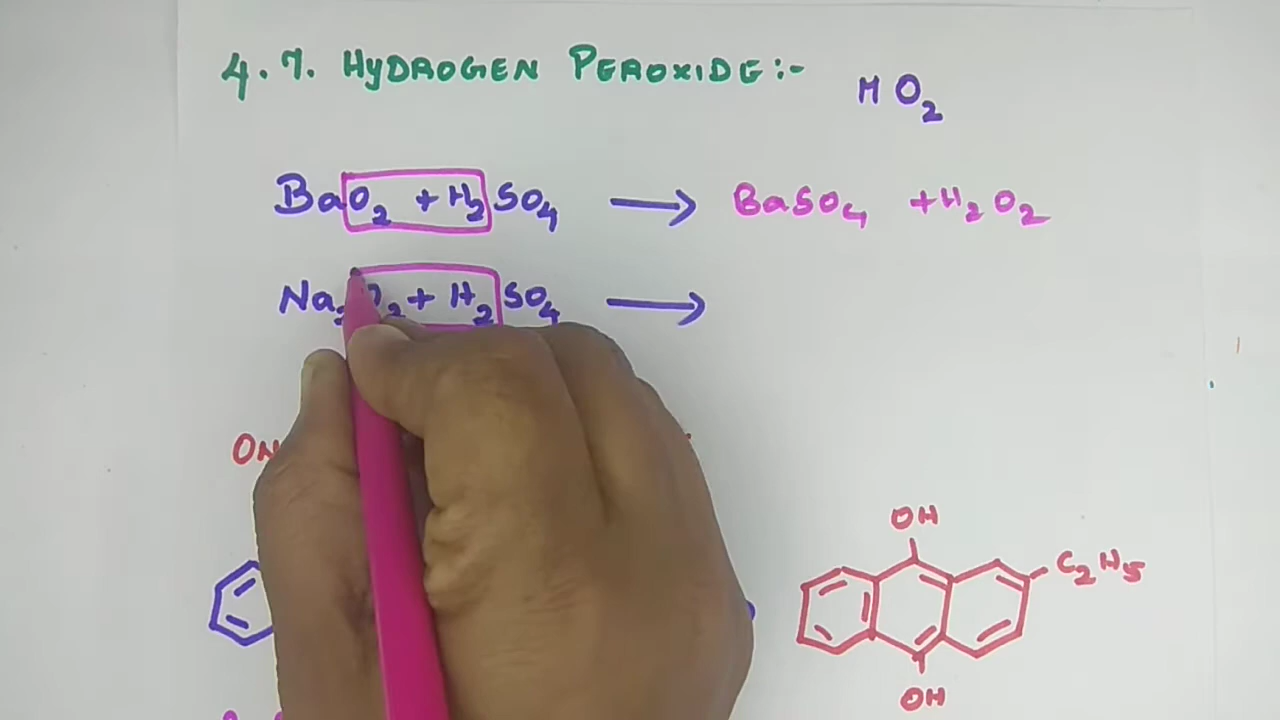 4.7. HYDROGEN PEROXIDE:-
HO2
BaO2 + H2SO4 → BaSO4 + H2O2
Na2O2 + H2SO4 →
OH
C2H5
OH